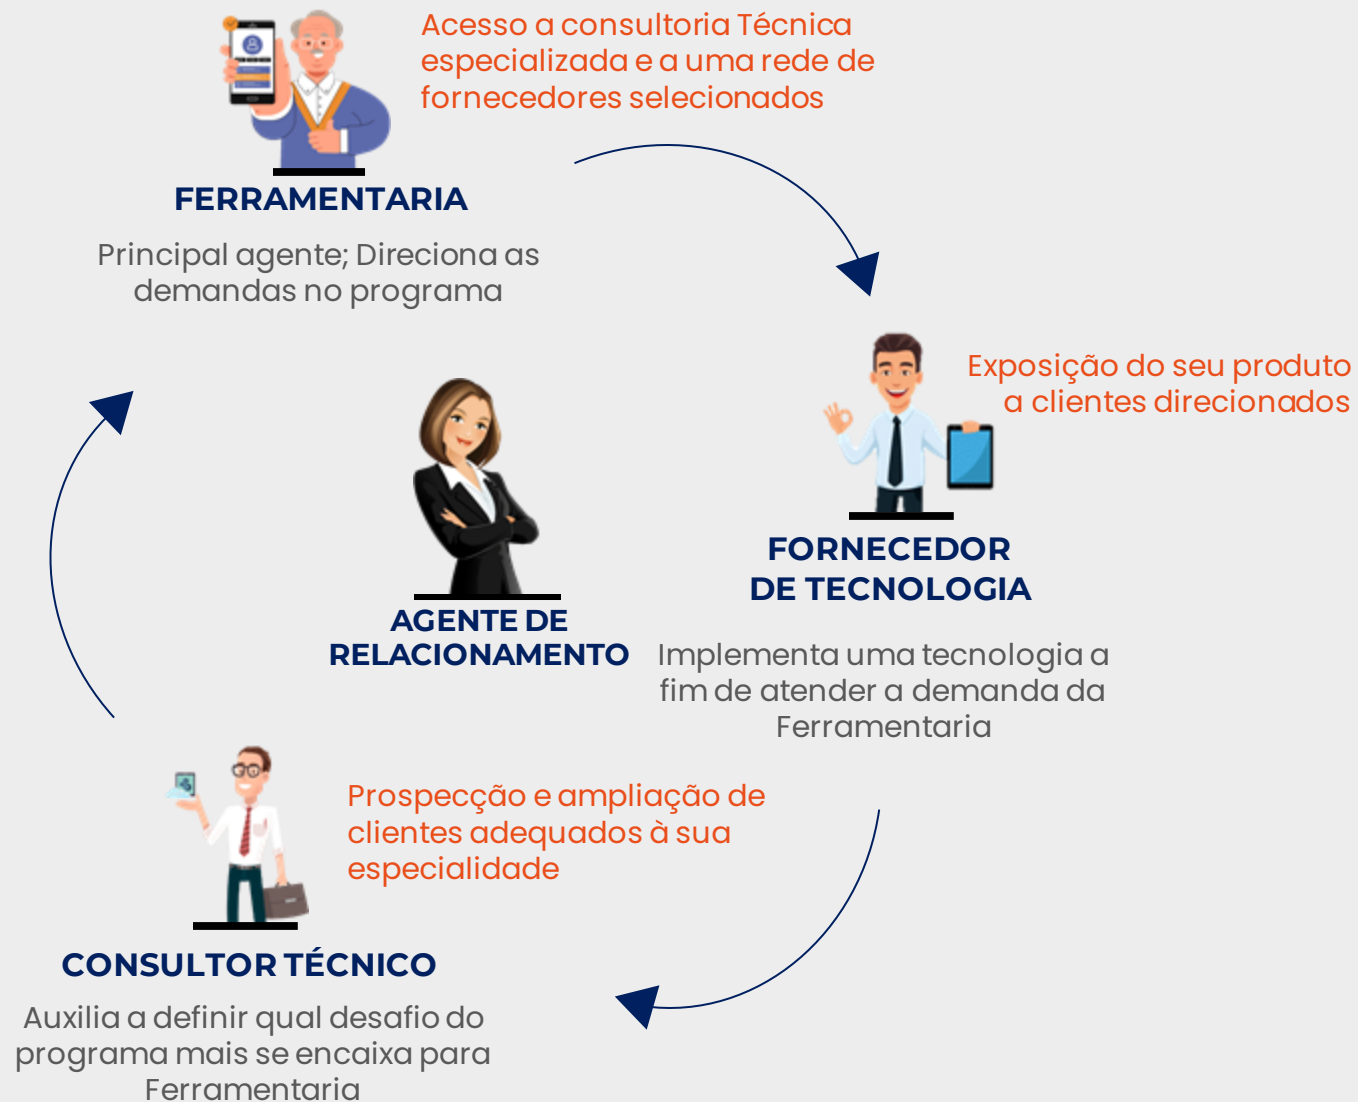 Acesso a consultoria Técnica
especializada e a uma rede de
fornecedores selecionados
FERRAMENTARIA
Principal agente; Direciona as
demandas no programa
Exposição do seu produto
a clientes direcionados
FORNECEDOR
DE TECNOLOGIA
Implementa uma tecnologia a
fim de atender a demanda da
Ferramentaria
AGENTE DE
RELACIONAMENTO
Prospecção e ampliação de
clientes adequados à sua
especialidade
CONSULTOR TÉCNICO
Auxilia a definir qual desafio do
programa mais se encaixa para
Ferramentaria